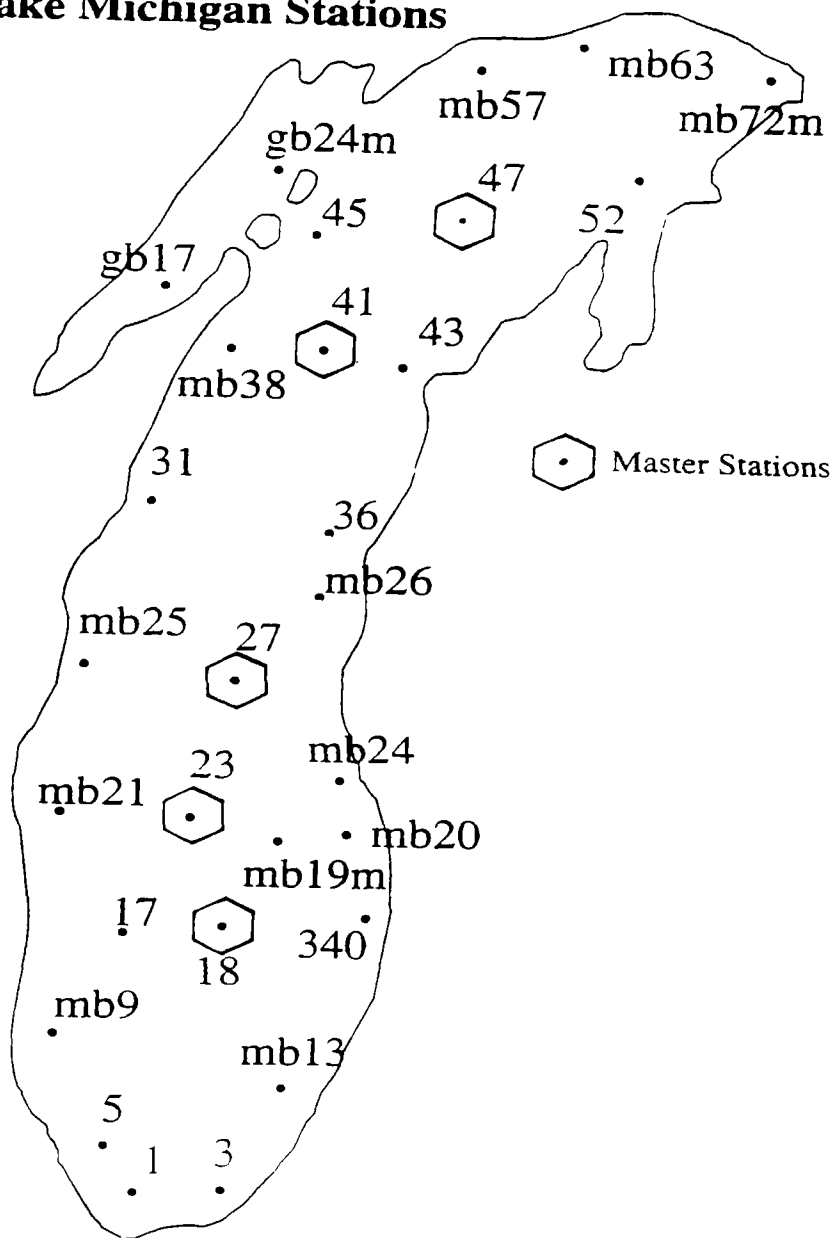 ake Michigan Stations
mb63
mb57
mb72m
gb24m
47
45
52
gb17
41
43
mb38
31
Master Stations
36
mb26
mb25
27
mb24
23
mb21
mb20
mb19m
17
340
18
mb9
mb13
5
1
3